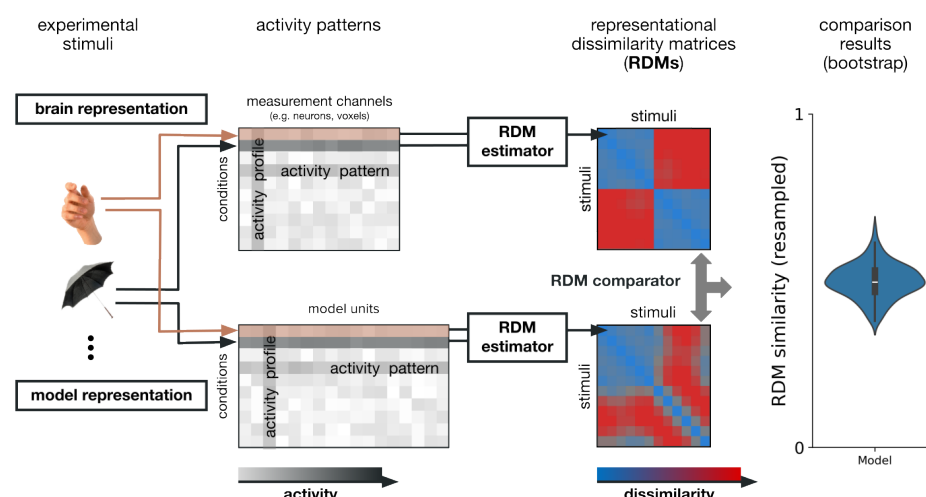 experimental
stimuli
activity patterns
representational
dissimilarity matrices
(RDMs)
comparison
results
(bootstrap)
brain representation
measurement channels
(e.g. neurons, voxels)
conditions
activity profile
activity pattern
RDM
estimator
stimuli
stimuli
RDM comparator
model units
conditions
activity profile
activity pattern
RDM
estimator
stimuli
stimuli
model representation
activity
dissimilarity
1
RDM similarity (resampled)
0
Model